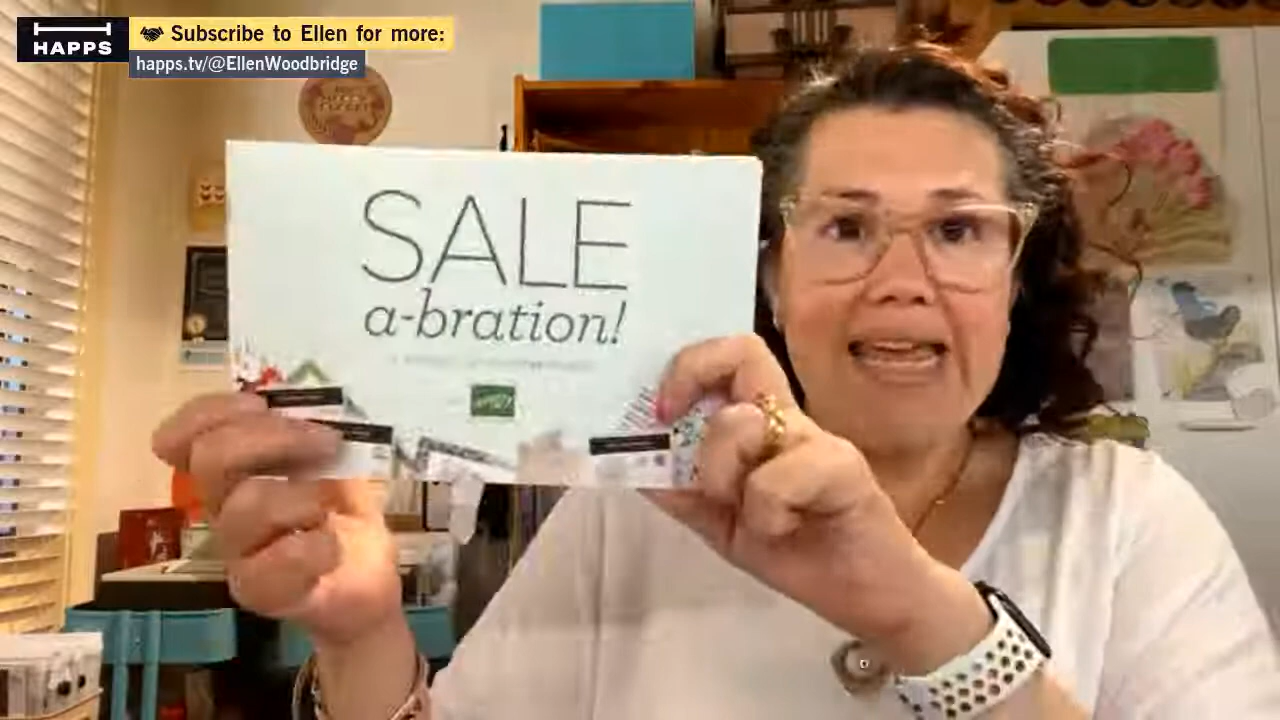 HAPPS
Subscribe to Ellen for more:
happs.tv/@EllenWoodbridge
SALE
a-bration!